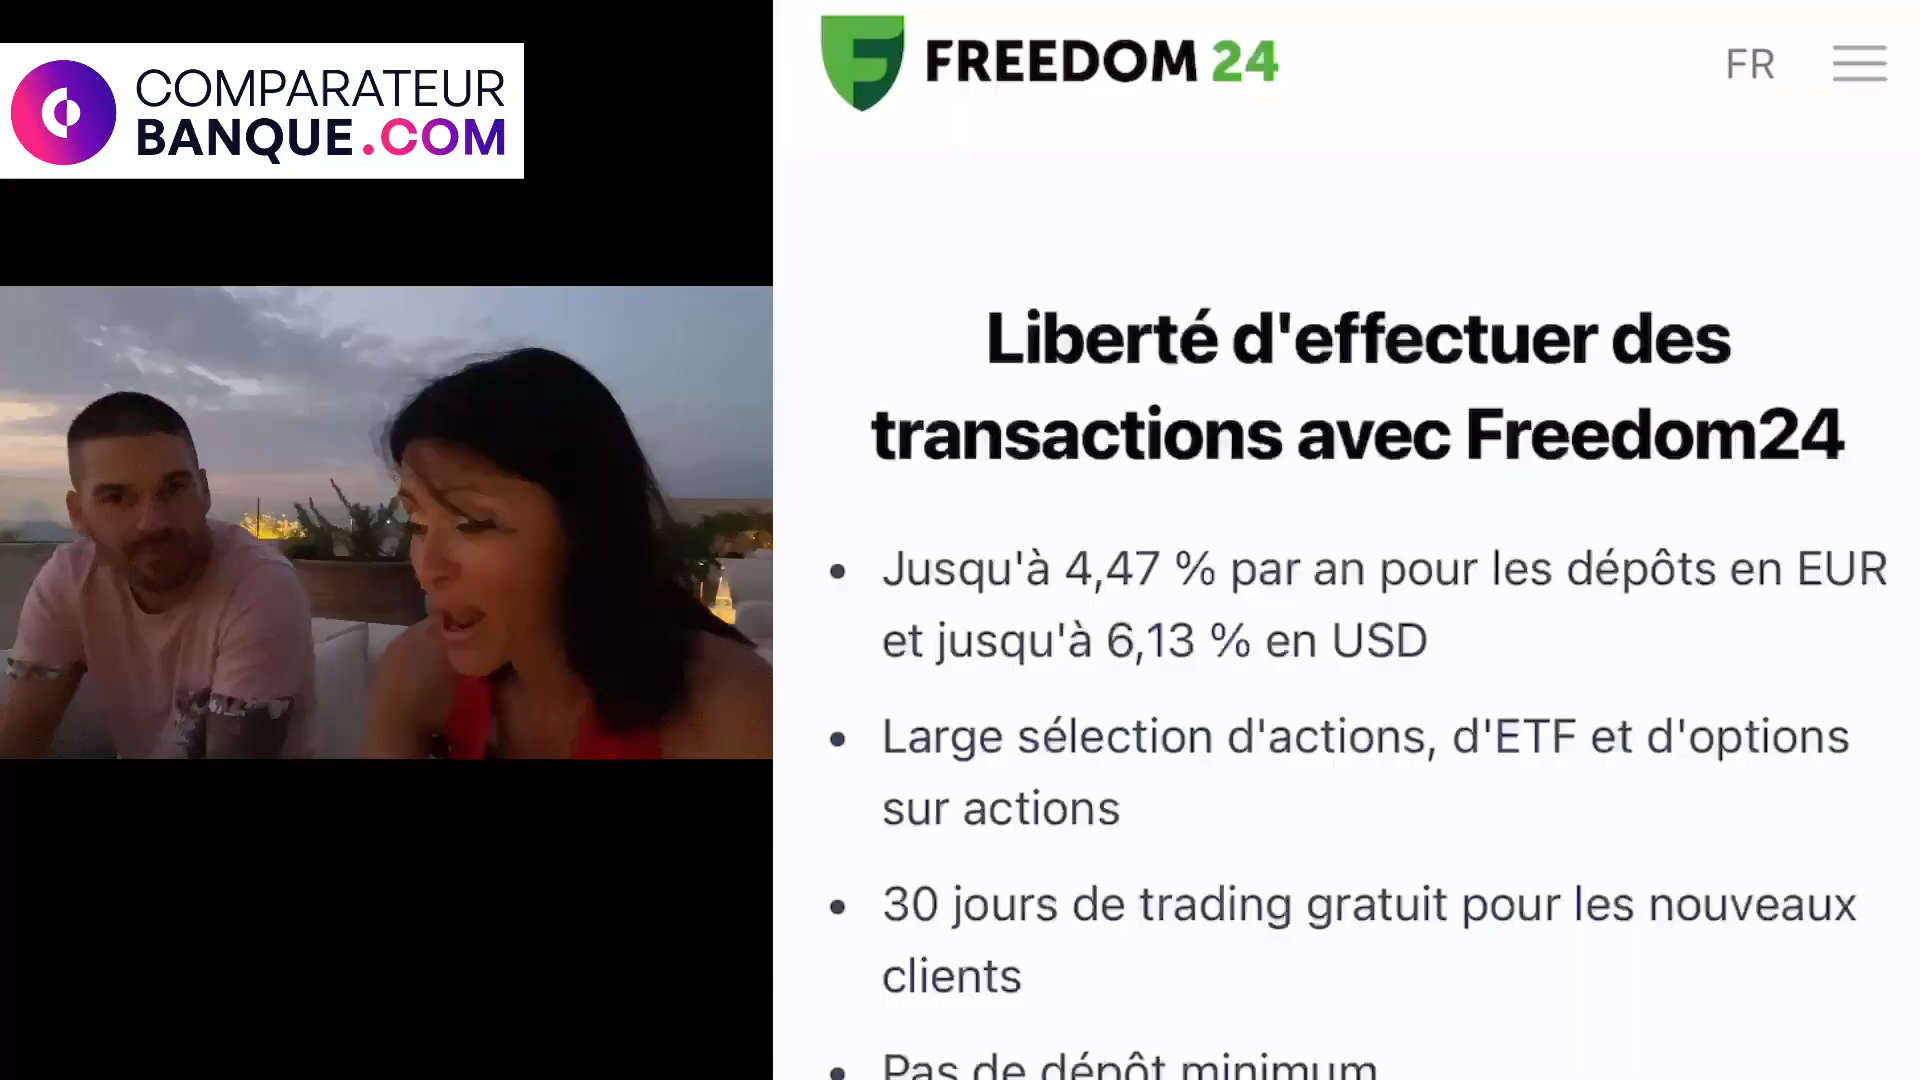 COMPARATEUR
BANQUE.COM
FREEDOM 24
FR
Liberté d'effectuer des
transactions avec Freedom24
• Jusqu'à 4,47 % par an pour les dépôts en EUR
et jusqu'à 6,13 % en USD
• Large sélection d'actions, d'ETF et d'options
sur actions
• 30 jours de trading gratuit pour les nouveaux
clients
• Pas de dépôt minimum